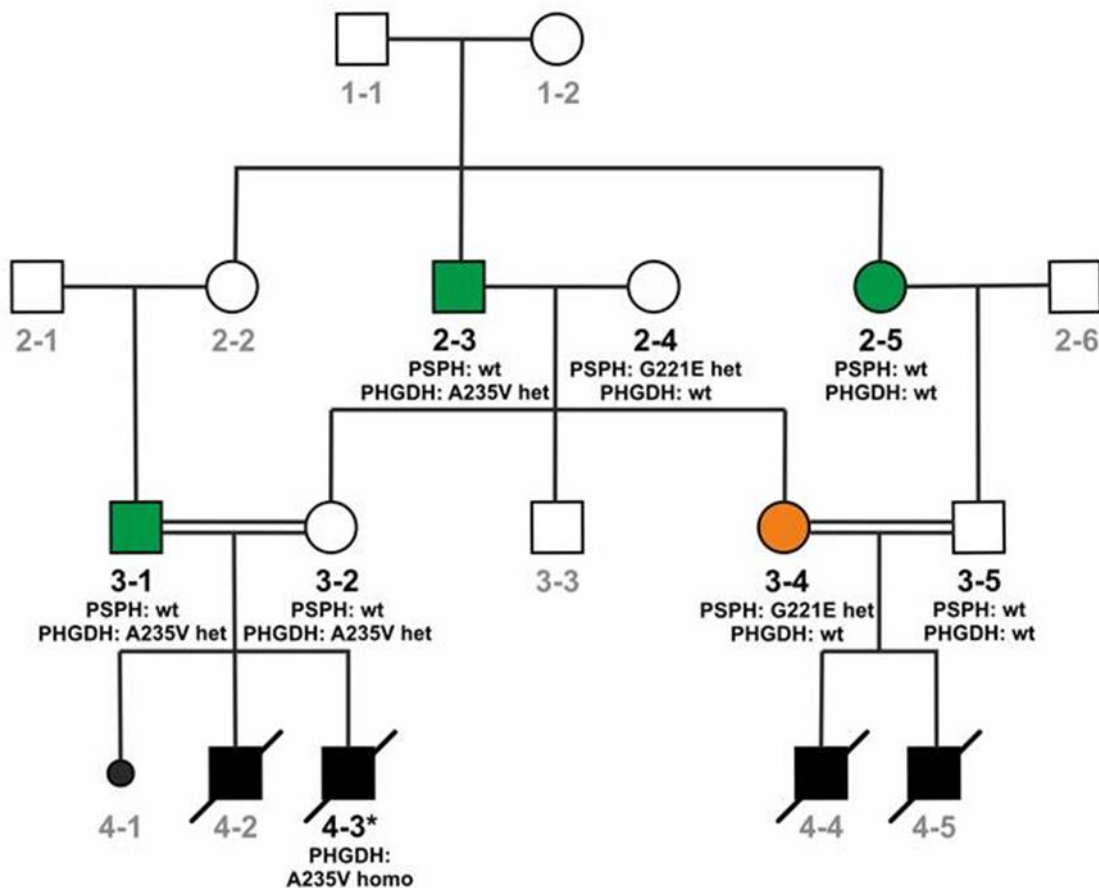 1-1
1-2
2-1
2-2
2-3
PSPH: wt
PHGDH: A235V het
2-4
PSPH: G221E het
PHGDH: wt
2-5
PSPH: wt
PHGDH: wt
2-6
3-1
PSPH: wt
PHGDH: A235V het
3-2
PSPH: wt
PHGDH: A235V het
3-3
3-4
PSPH: G221E het
PHGDH: wt
3-5
PSPH: wt
PHGDH: wt
4-1
4-2
4-3*
PHGDH:
A235V homo
4-4
4-5